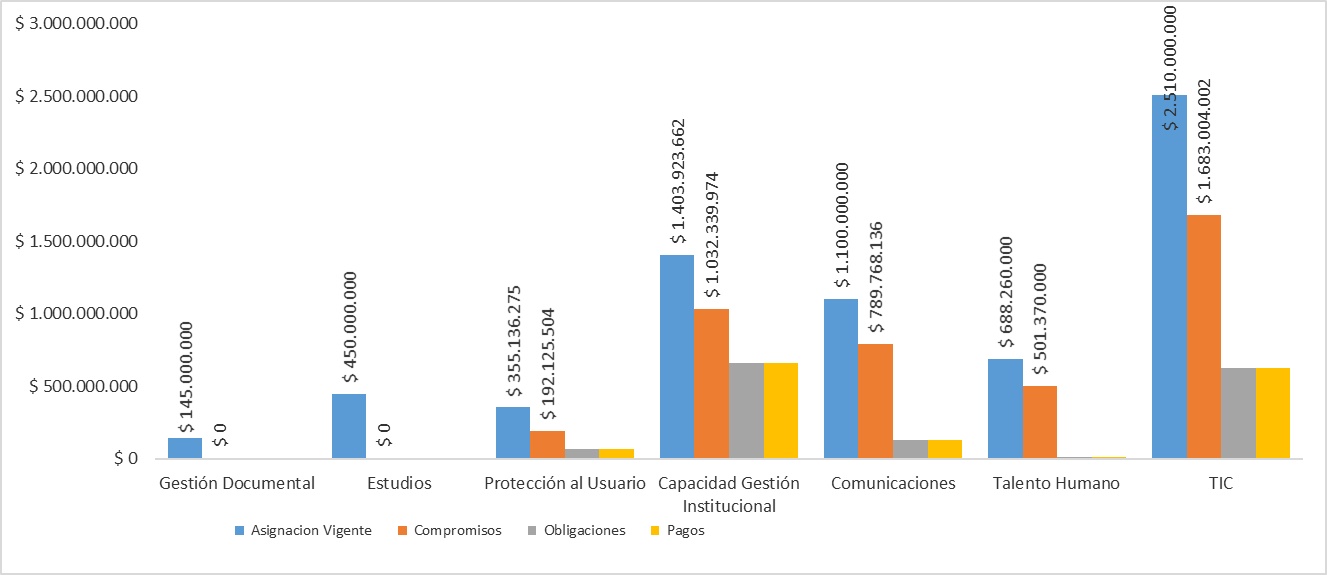 $ 3.000.000.000
$ 2.500.000.000
$ 2.000.000.000
$ 1.500.000.000
$ 1.000.000.000
$ 500.000.000
$ 0
$ 145.000.000
$ 0
$ 450.000.000
$ 0
$ 355.136.275
$ 192.125.504
$ 1.403.923.662
$ 1.032.339.974
$ 1.100.000.000
$ 789.768.136
$ 688.260.000
$ 501.370.000
$ 2.510.000.000
$ 1.683.004.002
Gestión Documental
Estudios
Protección al Usuario
Capacidad Gestión
Institucional
Comunicaciones
Talento Humano
TIC
Asignacion Vigente
Compromisos
Obligaciones
Pagos